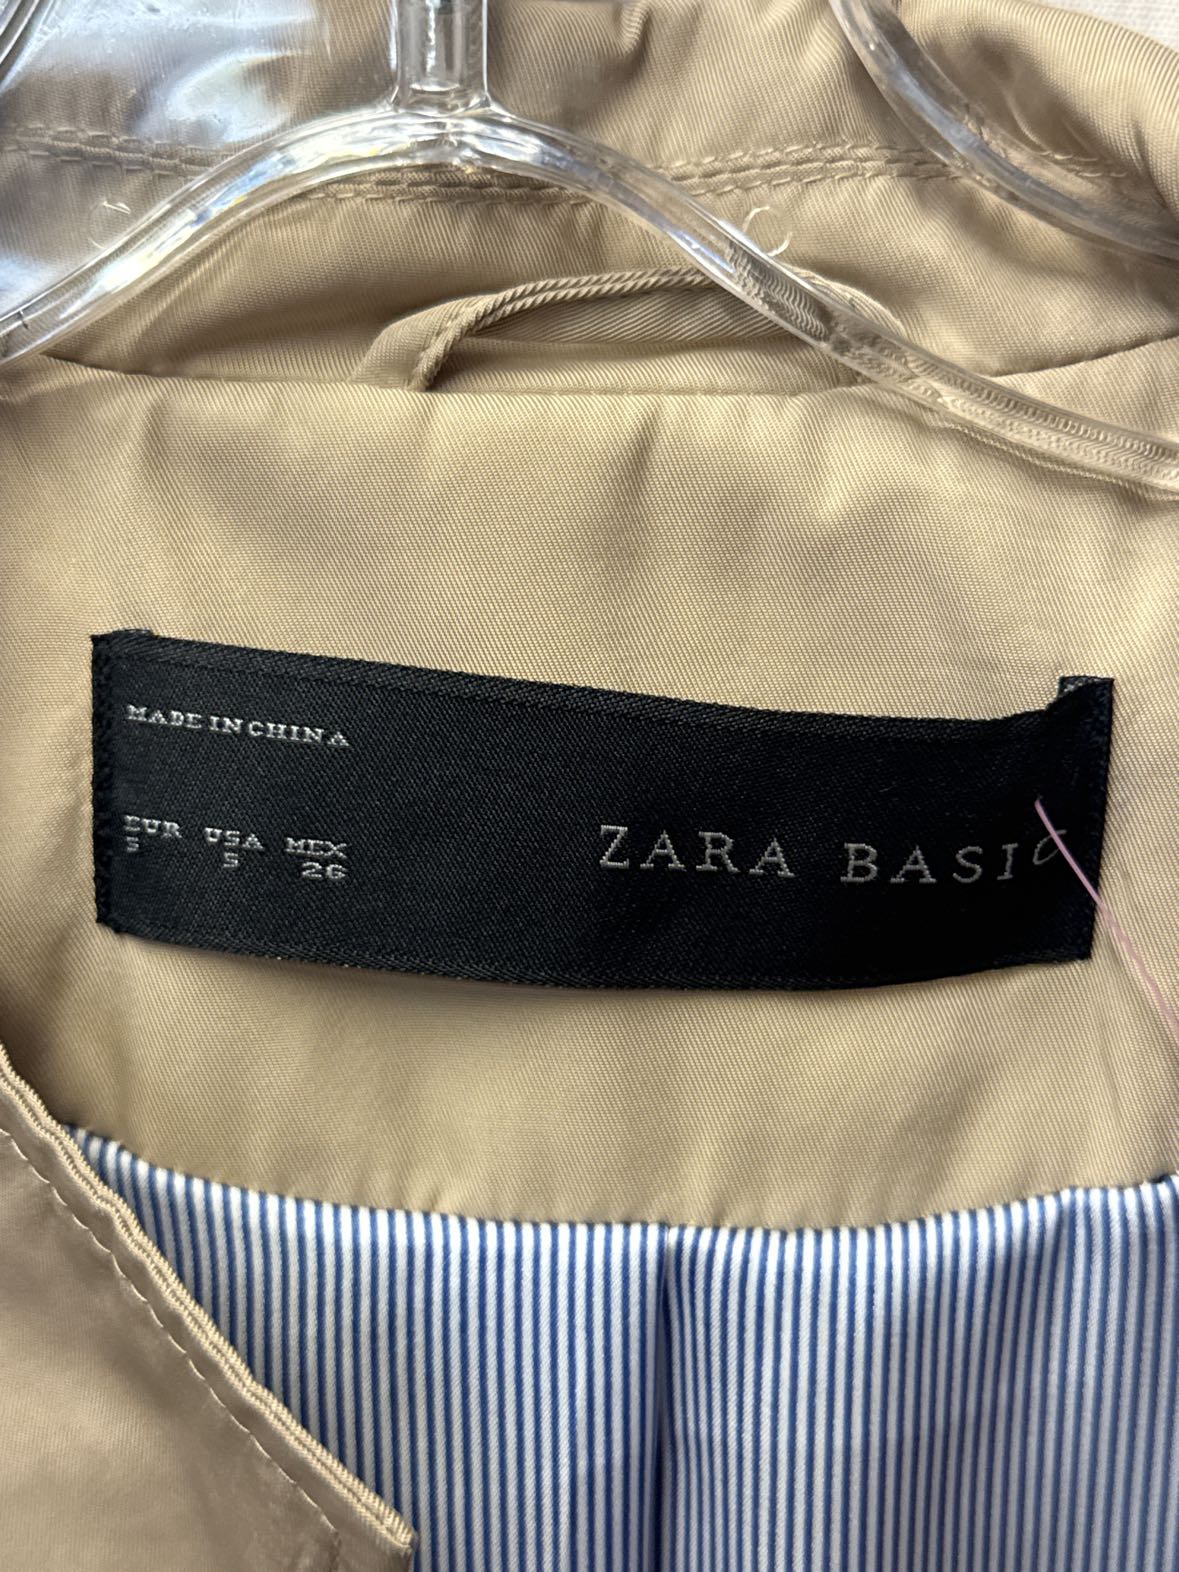 MADE IN CHINA
EUR USA MEX
S S 26
ZARA BASIC